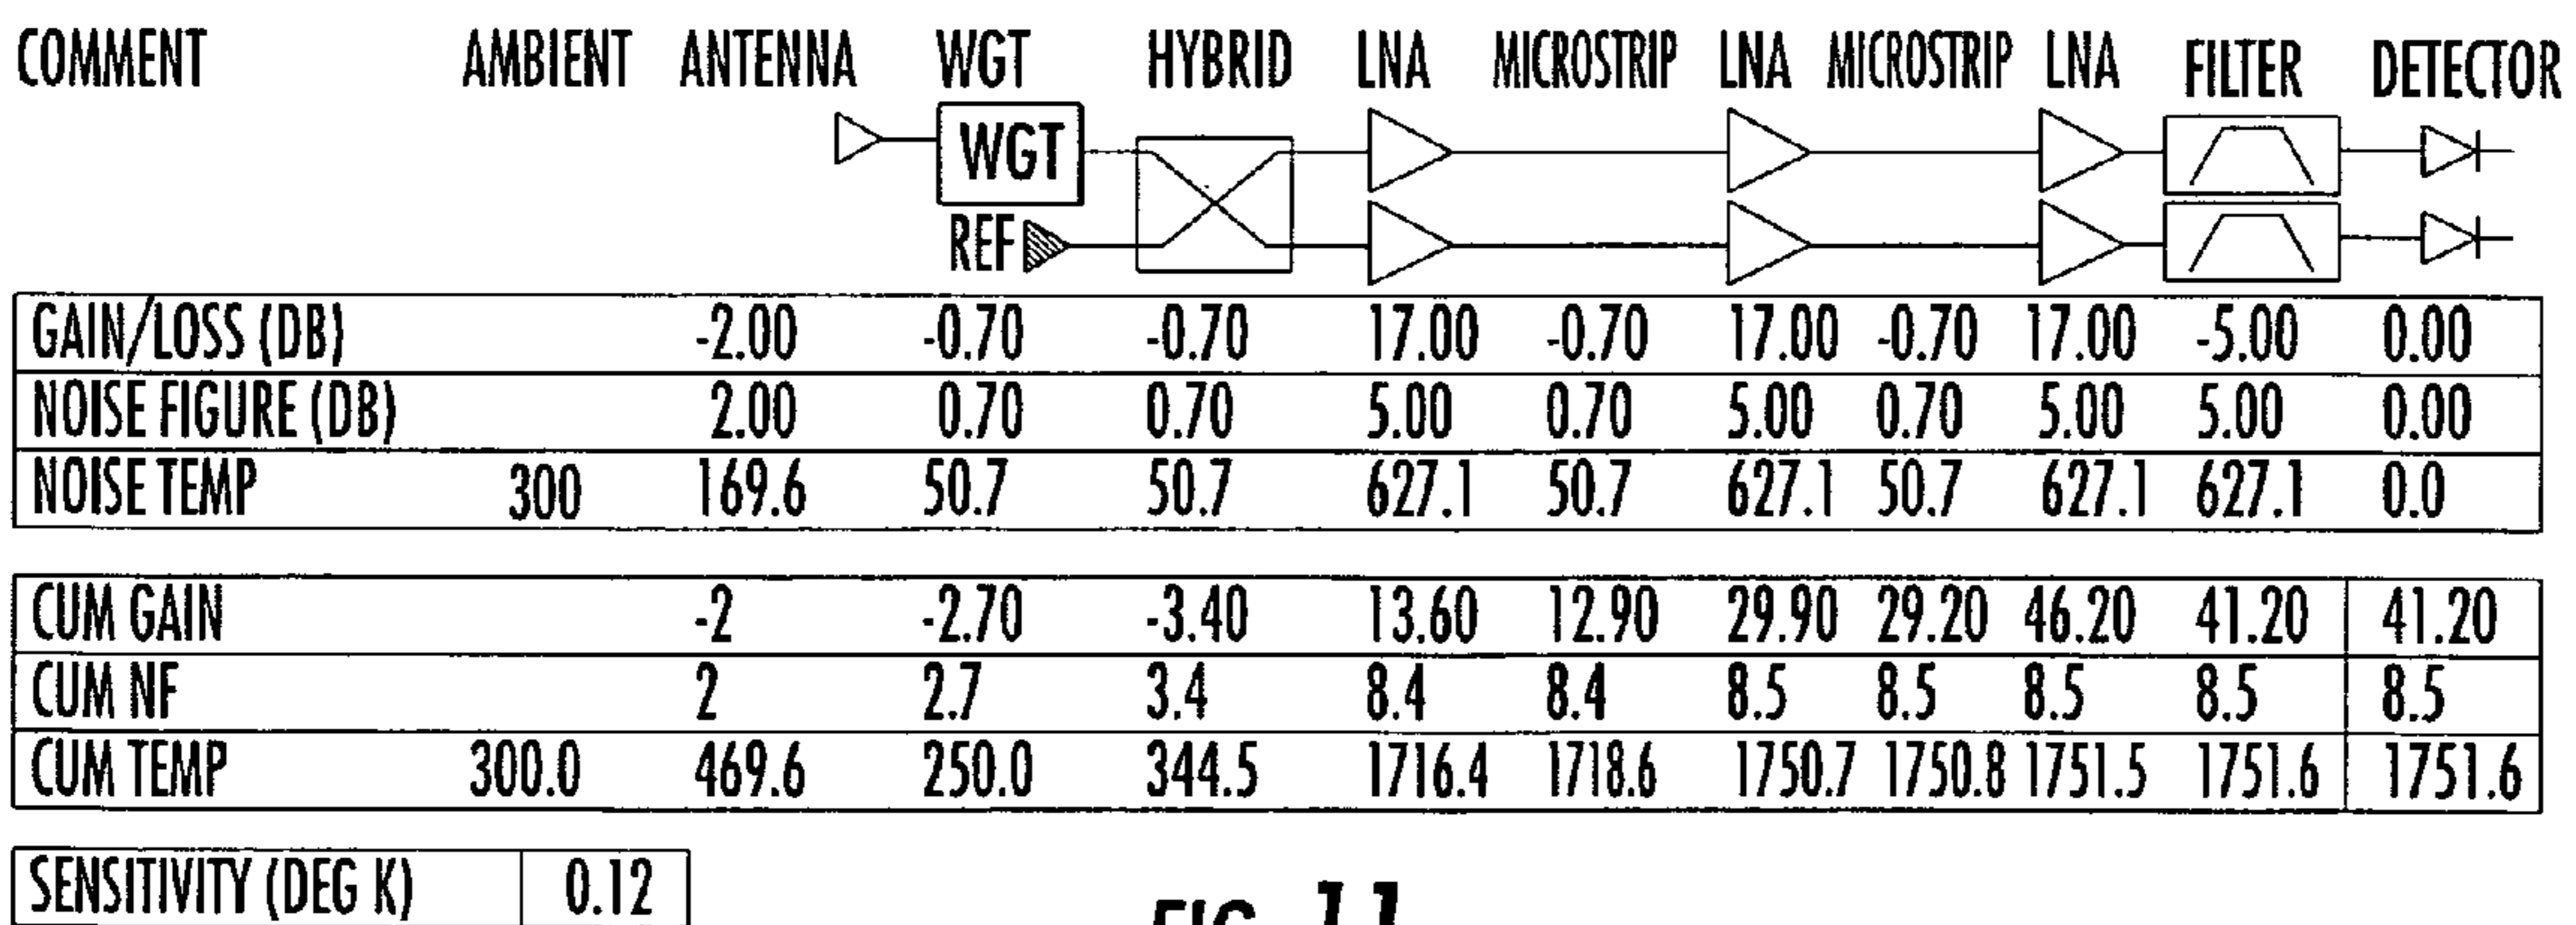 COMMENT AMBIENT ANTENNA WGT HYBRID LNA MICROSTRIP LNA MICROSTRIP LNA FILTER DETECTOR
WGT
REF
GAIN/LOSS (DB) -2.00 -0.70 -0.70 17.00 -0.70 17.00 -0.70 17.00 -5.00 0.00
NOISE FIGURE (DB) 2.00 0.70 0.70 5.00 0.70 5.00 0.70 5.00 5.00 0.00
NOISE TEMP 300 169.6 50.7 50.7 627.1 50.7 627.1 50.7 627.1 627.1 0.0
CUM GAIN -2 -2.70 -3.40 13.60 12.90 29.90 29.20 46.20 41.20 41.20
CUM NF 2 2.7 3.4 8.4 8.4 8.5 8.5 8.5 8.5 8.5
CUM TEMP 300.0 469.6 250.0 344.5 1716.4 1718.6 1750.7 1750.8 1751.5 1751.6 1751.6
SENSITIVITY (DEG K) 0.12
FIG. 11